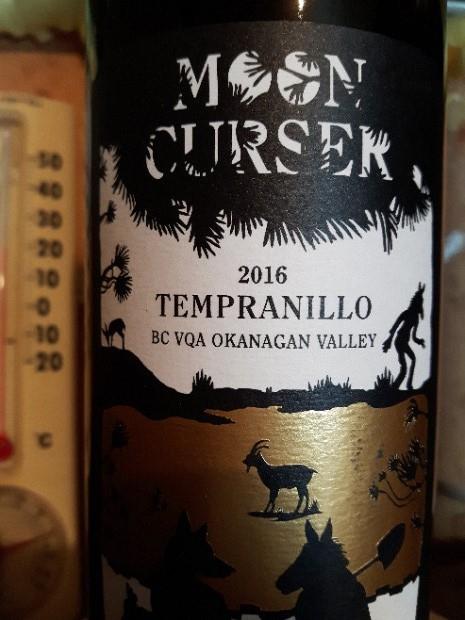 MOON
CURSER
2016
TEMPRANILLO
BC VQA OKANAGAN VALLEY
50
40
30
20
10
0
10
20
°C